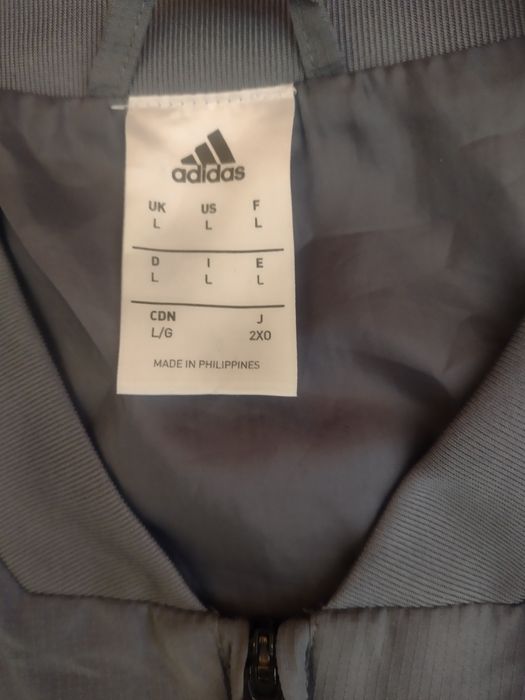 adidas
UK US F
L L L
D I E
L L L
CDN J
L/G 2XO
MADE IN PHILIPPINES